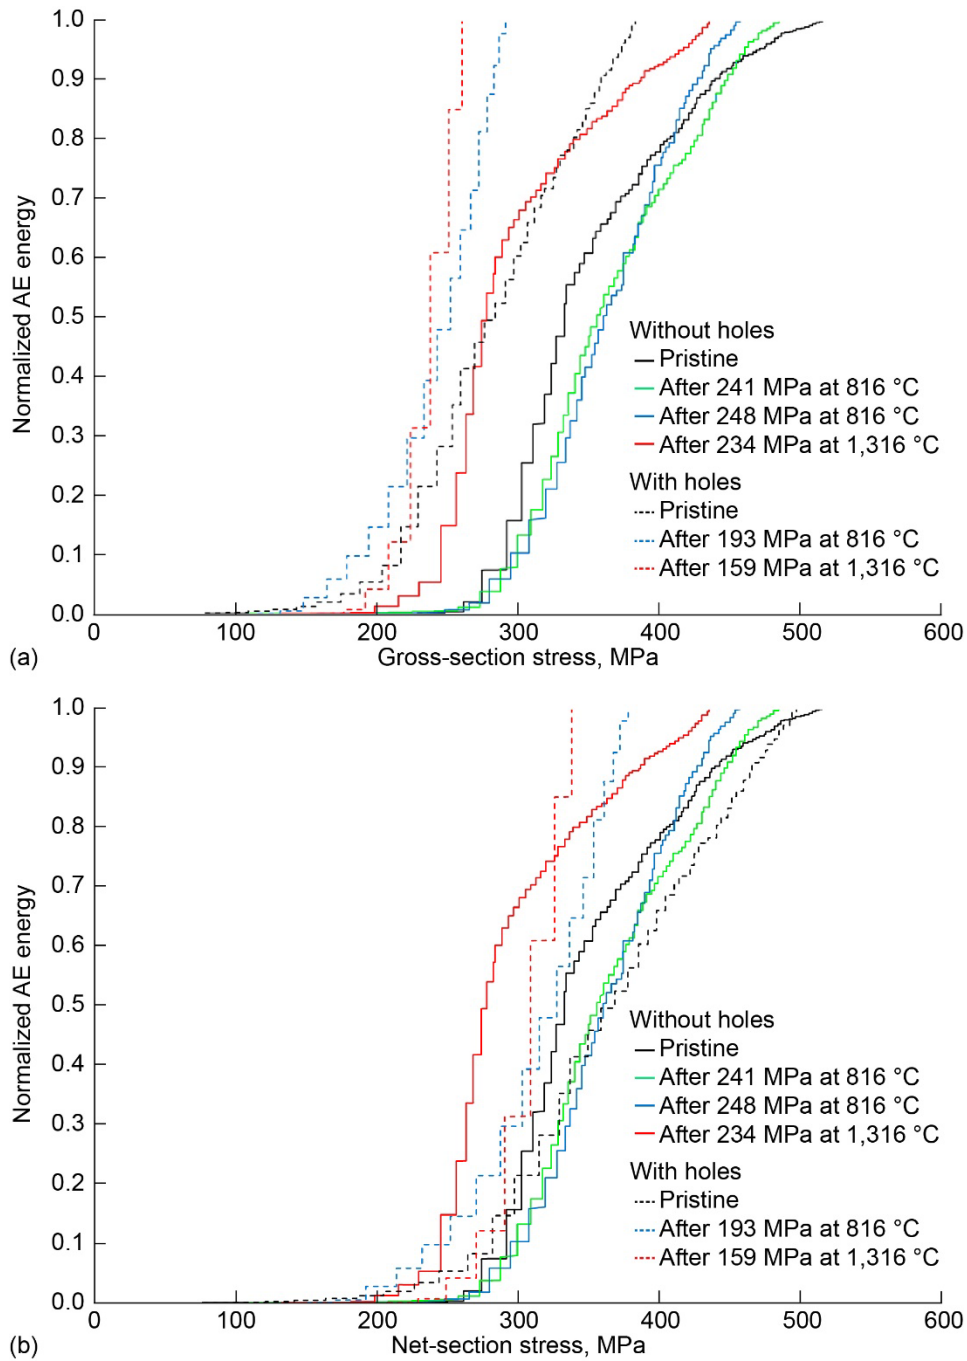 1.0
0.9
0.8
0.7
0.6
0.5
0.4
0.3
0.2
0.1
0.0
Normalized AE energy
Without holes
Pristine
After 241 MPa at 816 °C
After 248 MPa at 816 °C
After 234 MPa at 1,316 °C
With holes
Pristine
After 193 MPa at 816 °C
After 159 MPa at 1,316 °C
0 100 200 300 400 500 600
(a) Gross-section stress, MPa
1.0
0.9
0.8
0.7
0.6
0.5
0.4
0.3
0.2
0.1
0.0
Normalized AE energy
Without holes
Pristine
After 241 MPa at 816 °C
After 248 MPa at 816 °C
After 234 MPa at 1,316 °C
With holes
Pristine
After 193 MPa at 816 °C
After 159 MPa at 1,316 °C
0 100 200 300 400 500 600
(b) Net-section stress, MPa